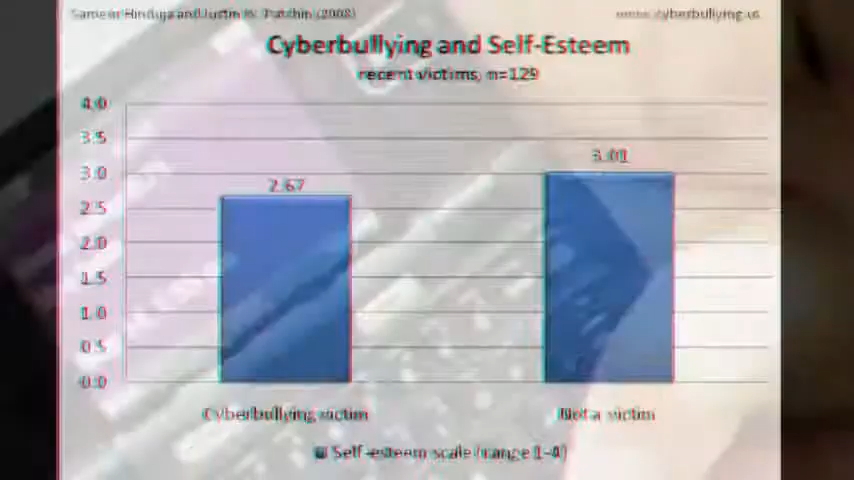 Sameer Hinduja and Justin W. Patchin (2008)
www.cyberbullying.us
Cyberbullying and Self-Esteem
recent victims, n=129
4.0
3.5
3.0
2.5
2.0
1.5
1.0
0.5
0.0
2.67
3.01
Cyberbullying victim
Not a victim
Self-esteem scale (range 1-4)